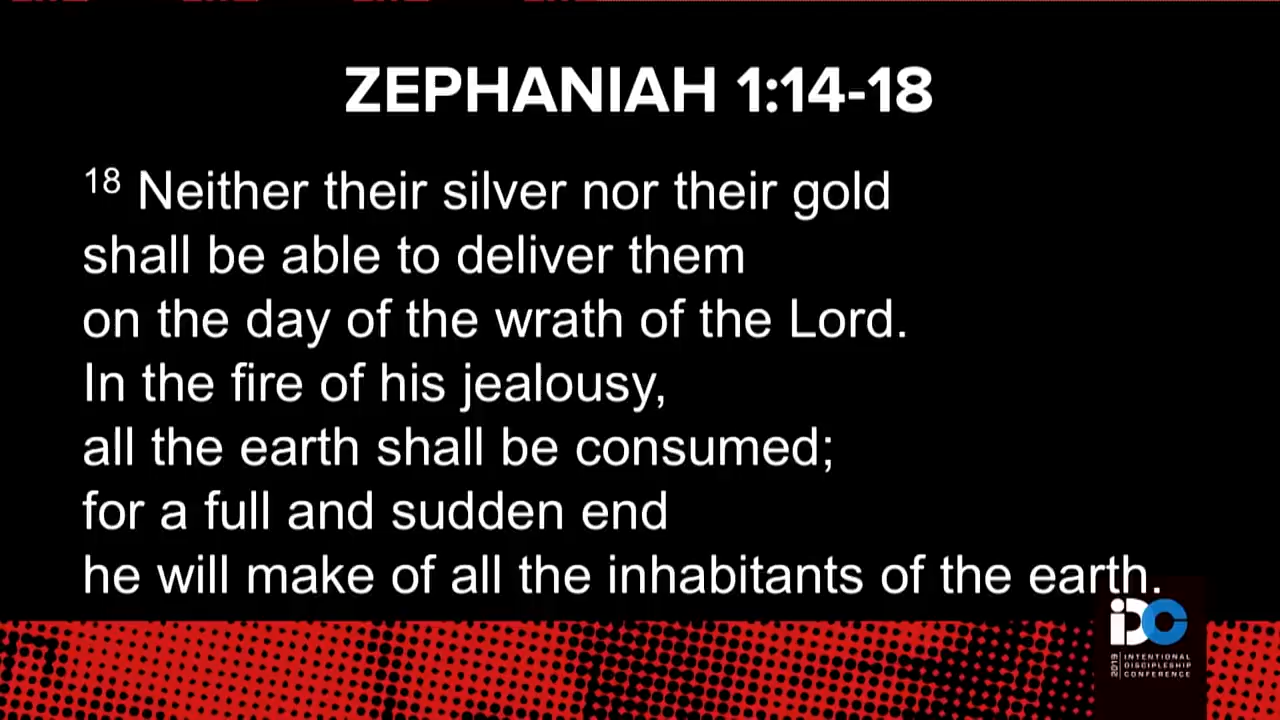 ZEPHANIAH 1:14-18
18 Neither their silver nor their gold
shall be able to deliver them
on the day of the wrath of the Lord.
In the fire of his jealousy,
all the earth shall be consumed;
for a full and sudden end
he will make of all the inhabitants of the earth.
iDC
2019
INTENTIONAL
DISCIPLESHIP
CONFERENCE